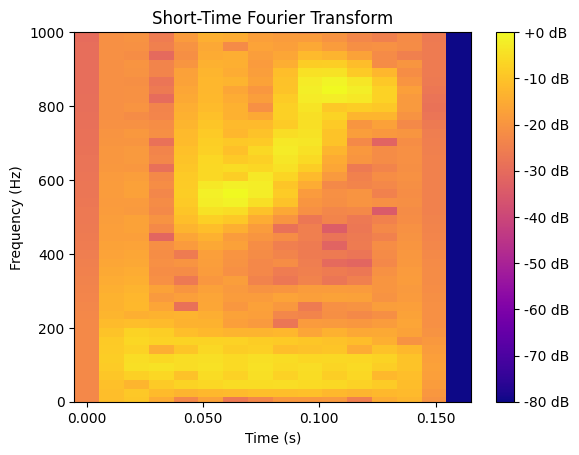 Short-Time Fourier Transform
1000
800
600
400
200
0
Frequency (Hz)
0.000
0.050
0.100
0.150
Time (s)
+0 dB
-10 dB
-20 dB
-30 dB
-40 dB
-50 dB
-60 dB
-70 dB
-80 dB